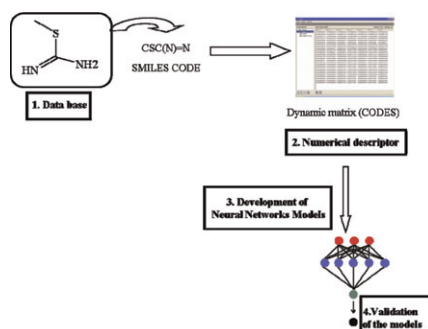 S
HN
NH2
CSC(N)=N
SMILES CODE
1. Data base
Dynamic matrix (CODES)
2. Numerical descriptor
3. Development of
Neural Networks Models
4.Validation
of the models